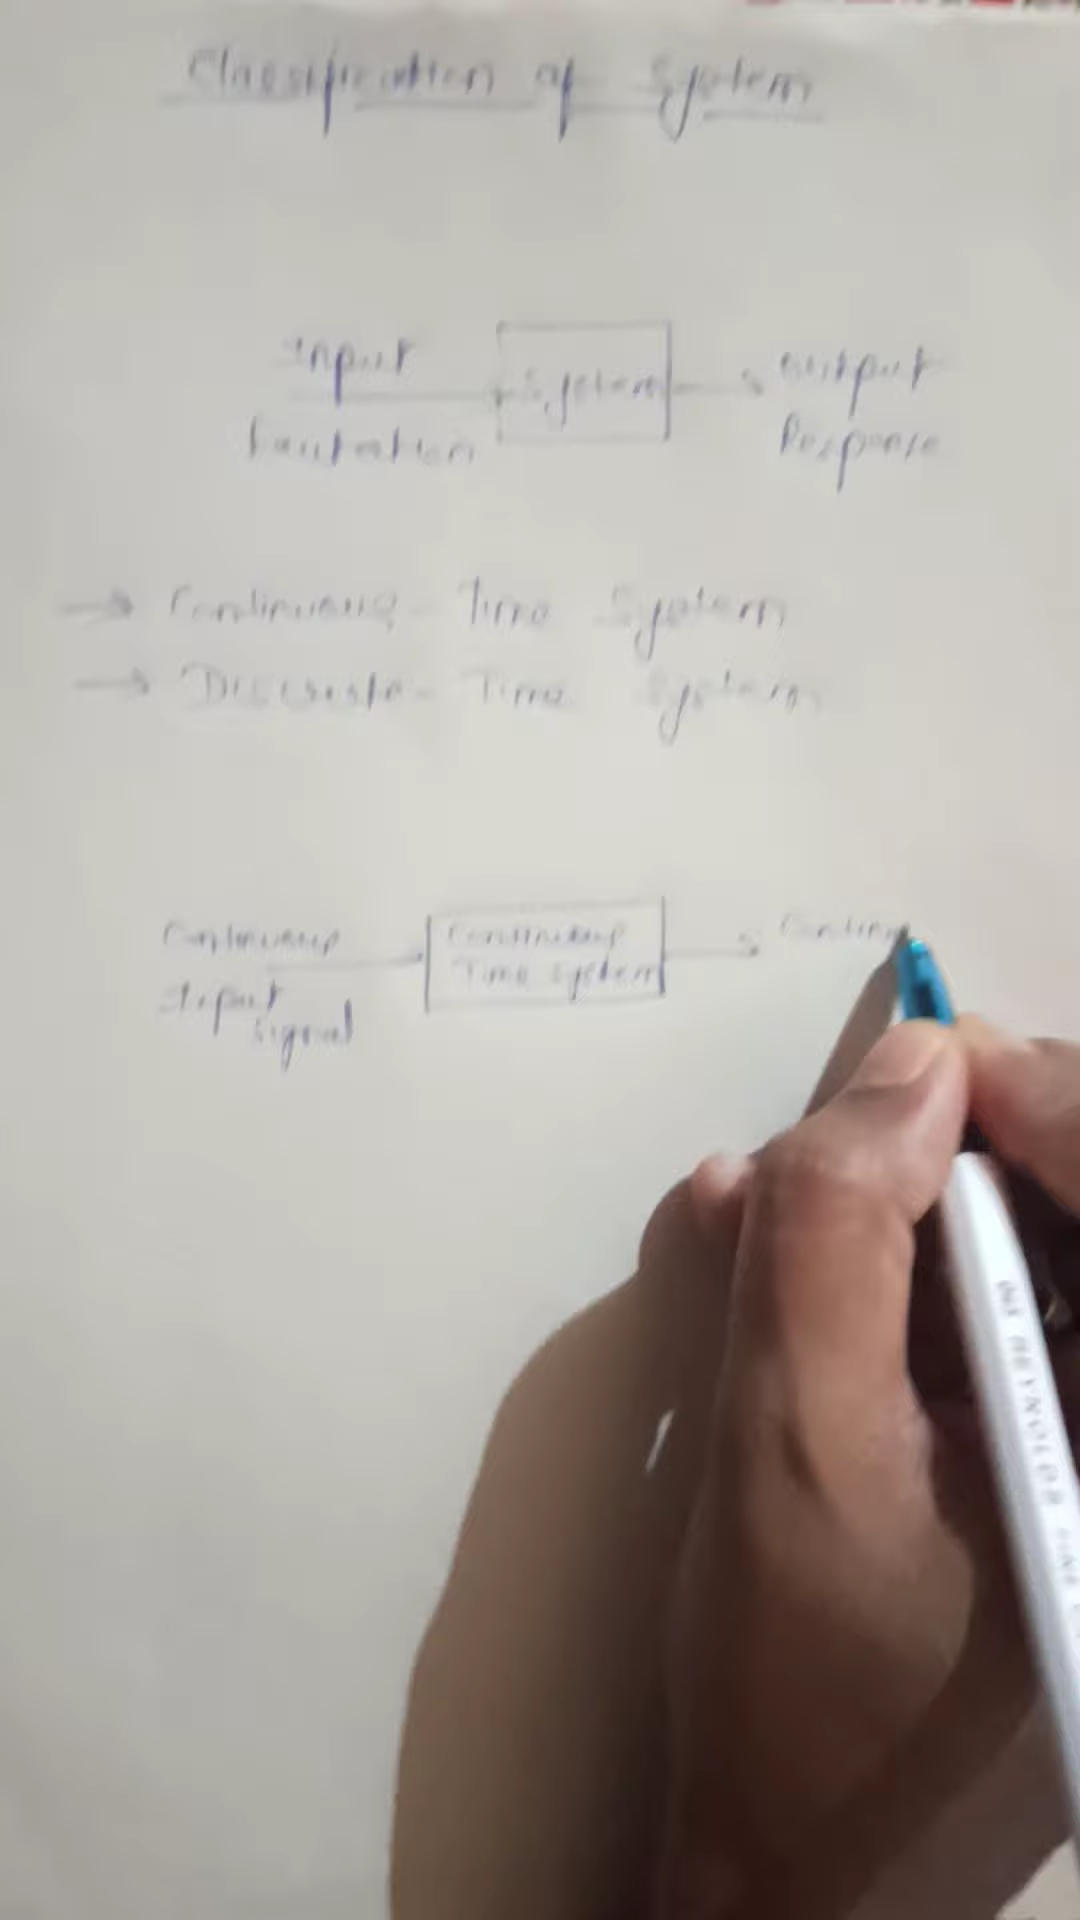 Classification of System
Input
System
Output
Response
→ Continuous - Time System
→ Discrete - Time System
Continuous
Input
Signal
Continuous
Time system
REYNOLDS